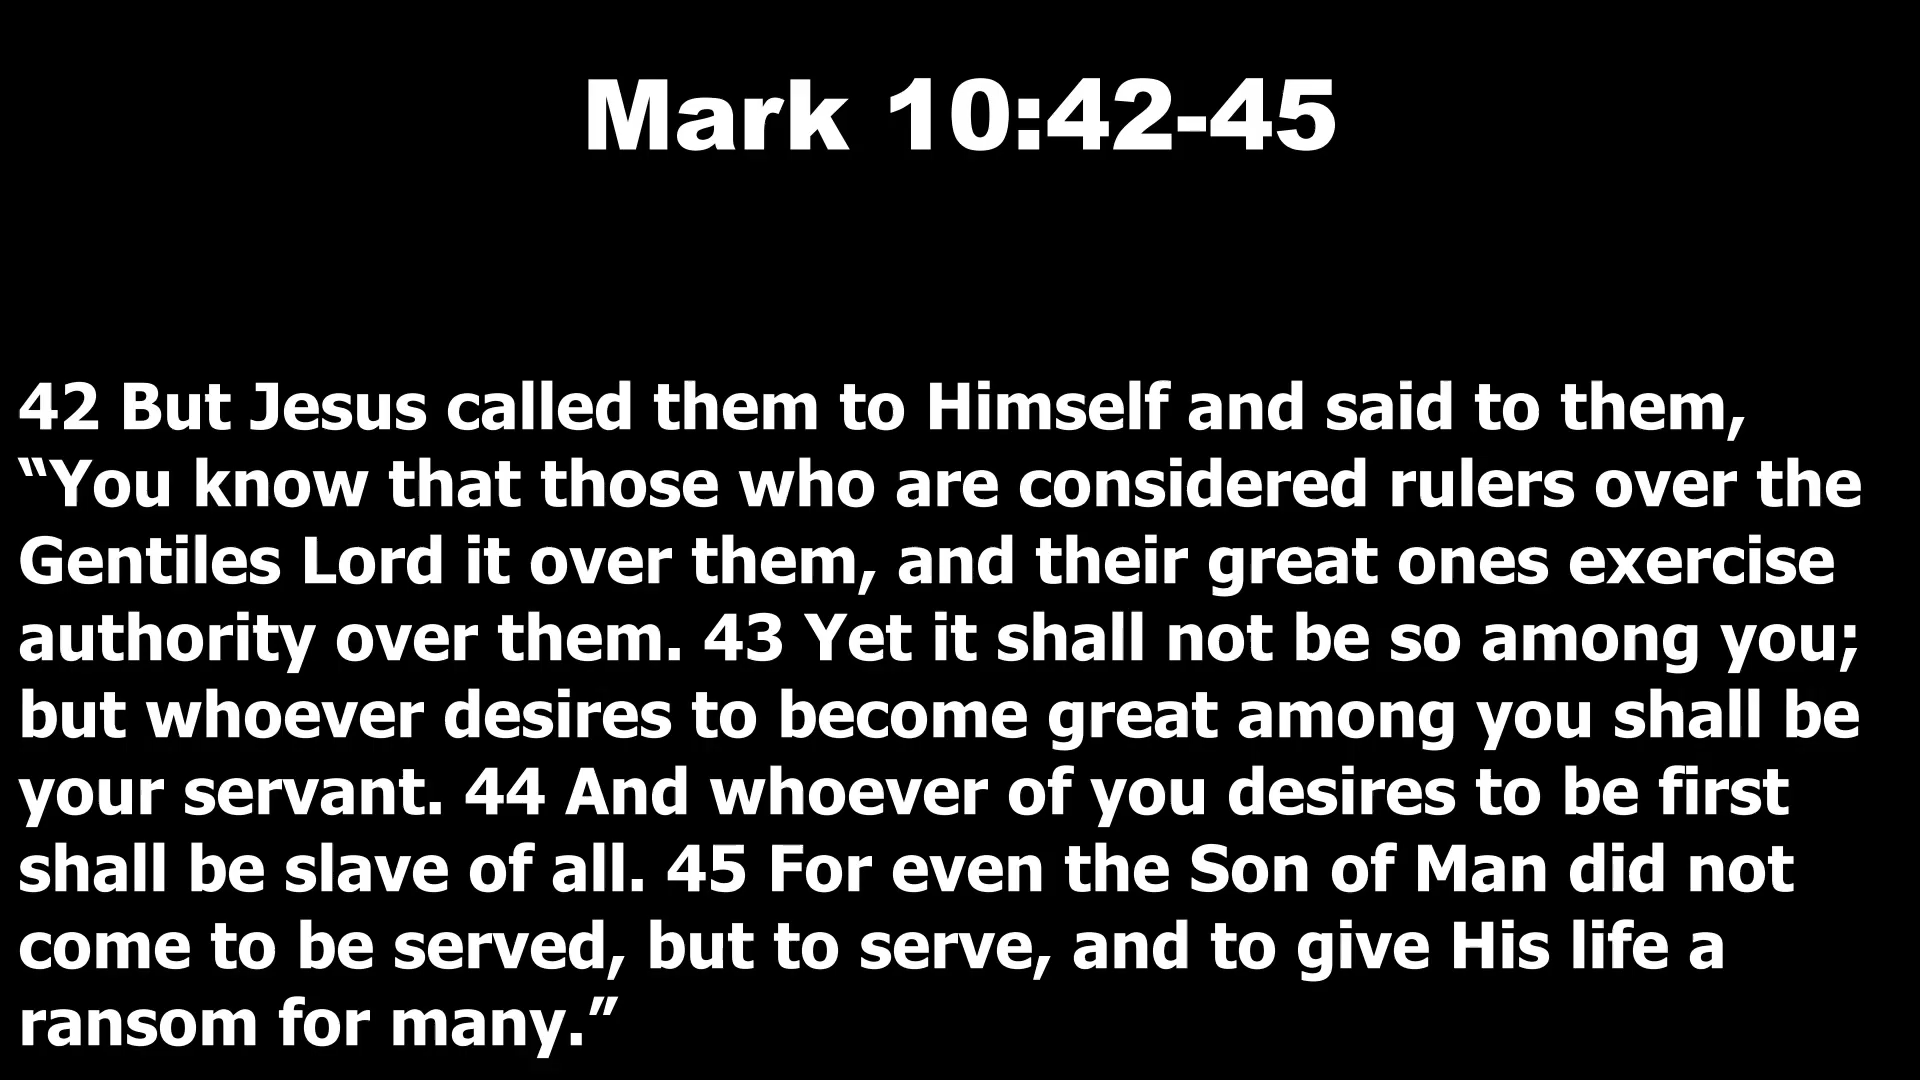 Mark 10:42-45
42 But Jesus called them to Himself and said to them,
“You know that those who are considered rulers over the
Gentiles Lord it over them, and their great ones exercise
authority over them. 43 Yet it shall not be so among you;
but whoever desires to become great among you shall be
your servant. 44 And whoever of you desires to be first
shall be slave of all. 45 For even the Son of Man did not
come to be served, but to serve, and to give His life a
ransom for many.”